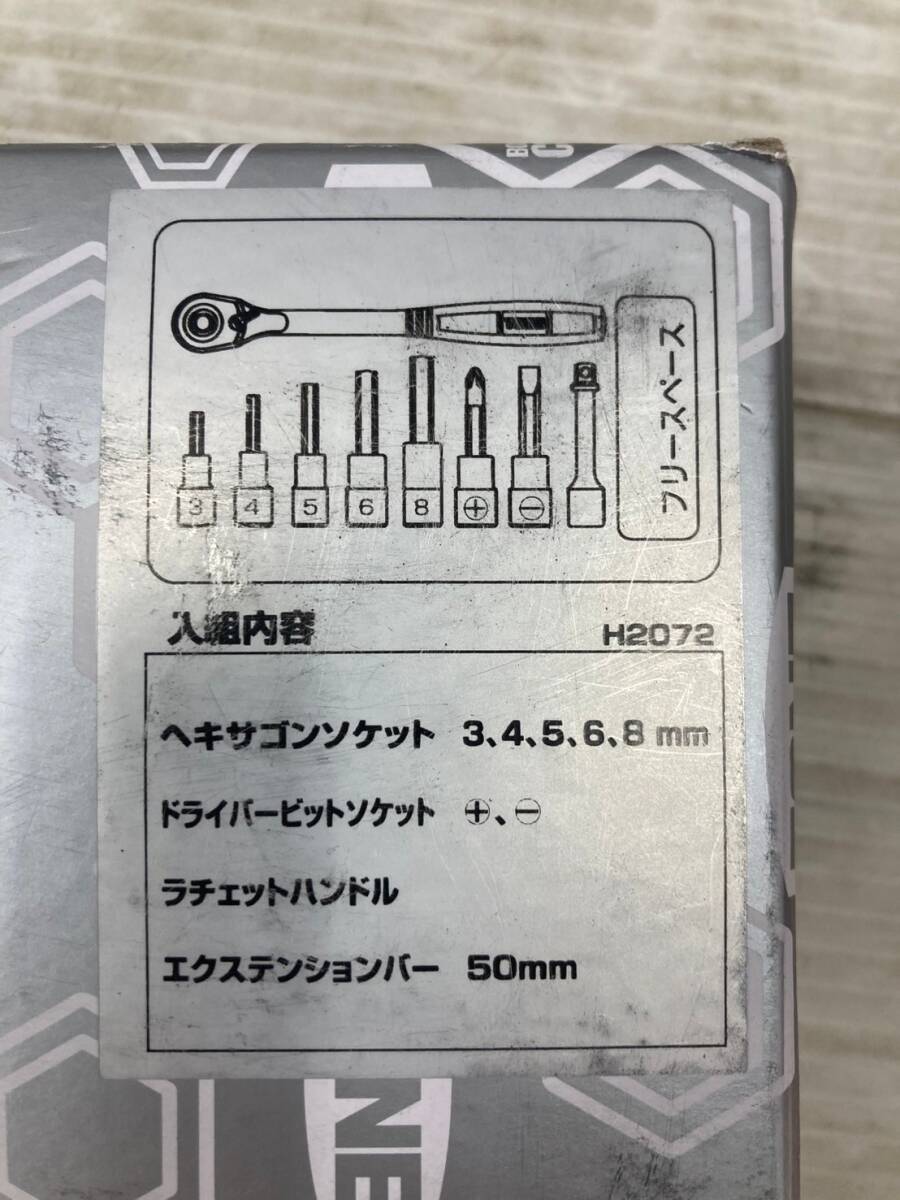 フリースペース
3 4 5 6 8 ⊕ ⊖
入組内容
H2072
ヘキサゴンソケット 3、4、5、6、8 mm
ドライバービットソケット ⊕、⊖
ラチェットハンドル
エクステンションバー 50mm
NE